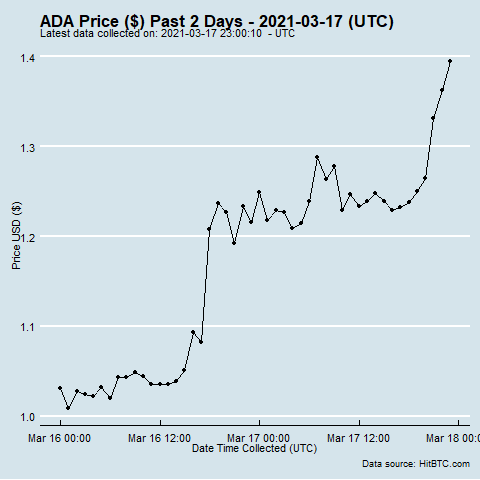 ADA Price ($) Past 2 Days - 2021-03-17 (UTC)
Latest data collected on: 2021-03-17 23:00:10  - UTC
1.4
1.3
1.2
1.1
1.0
Price USD ($)
Mar 16 00:00 Mar 16 12:00 Mar 17 00:00 Mar 17 12:00 Mar 18 00:
Date Time Collected (UTC)
Data source: HitBTC.com